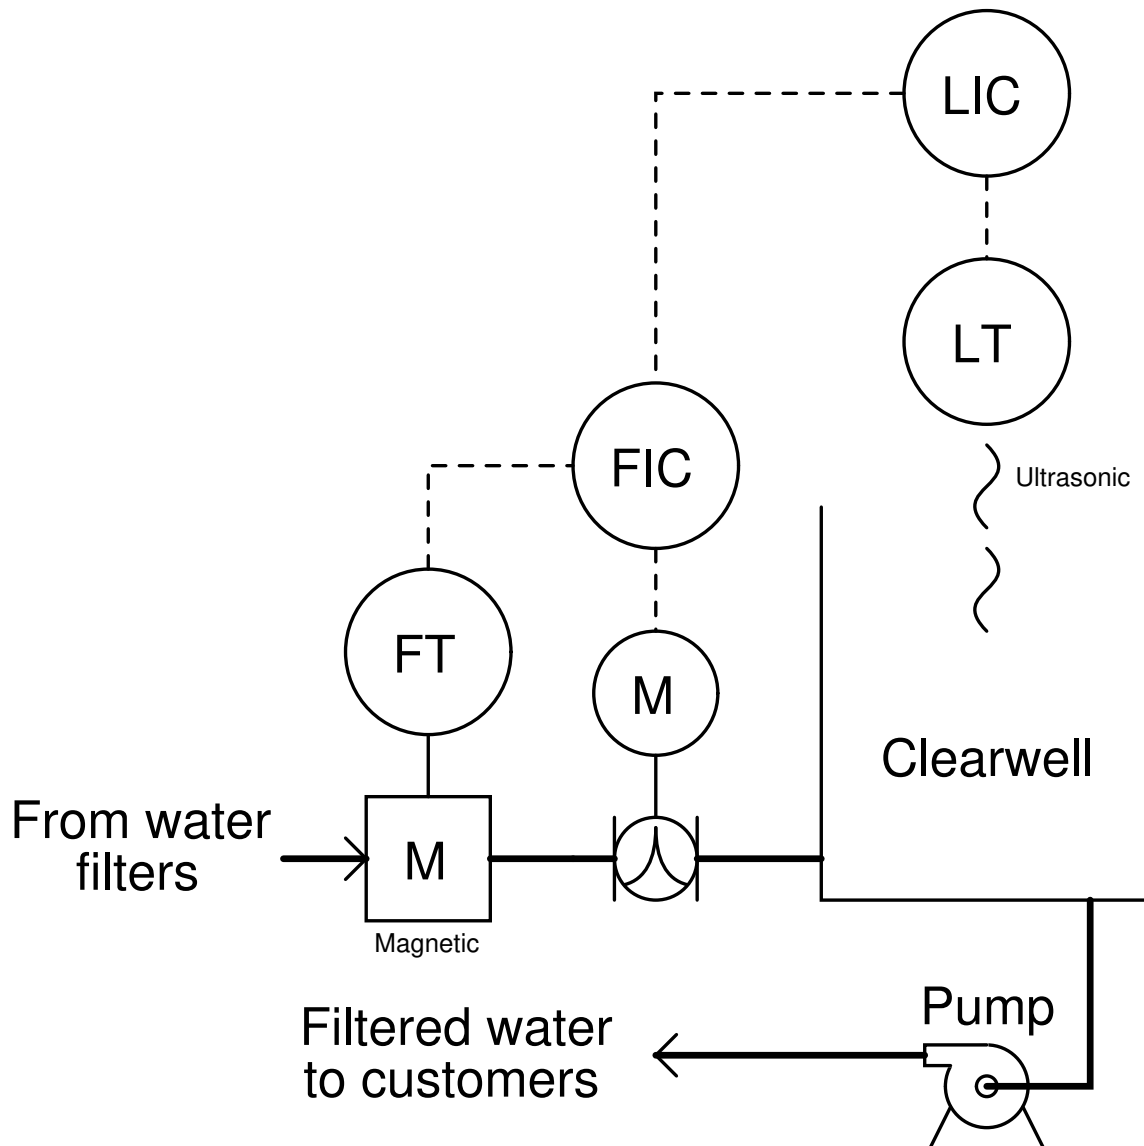 LIC
LT
Ultrasonic
FIC
FT
M
Clearwell
From water
filters
M
Magnetic
Pump
Filtered water
to customers